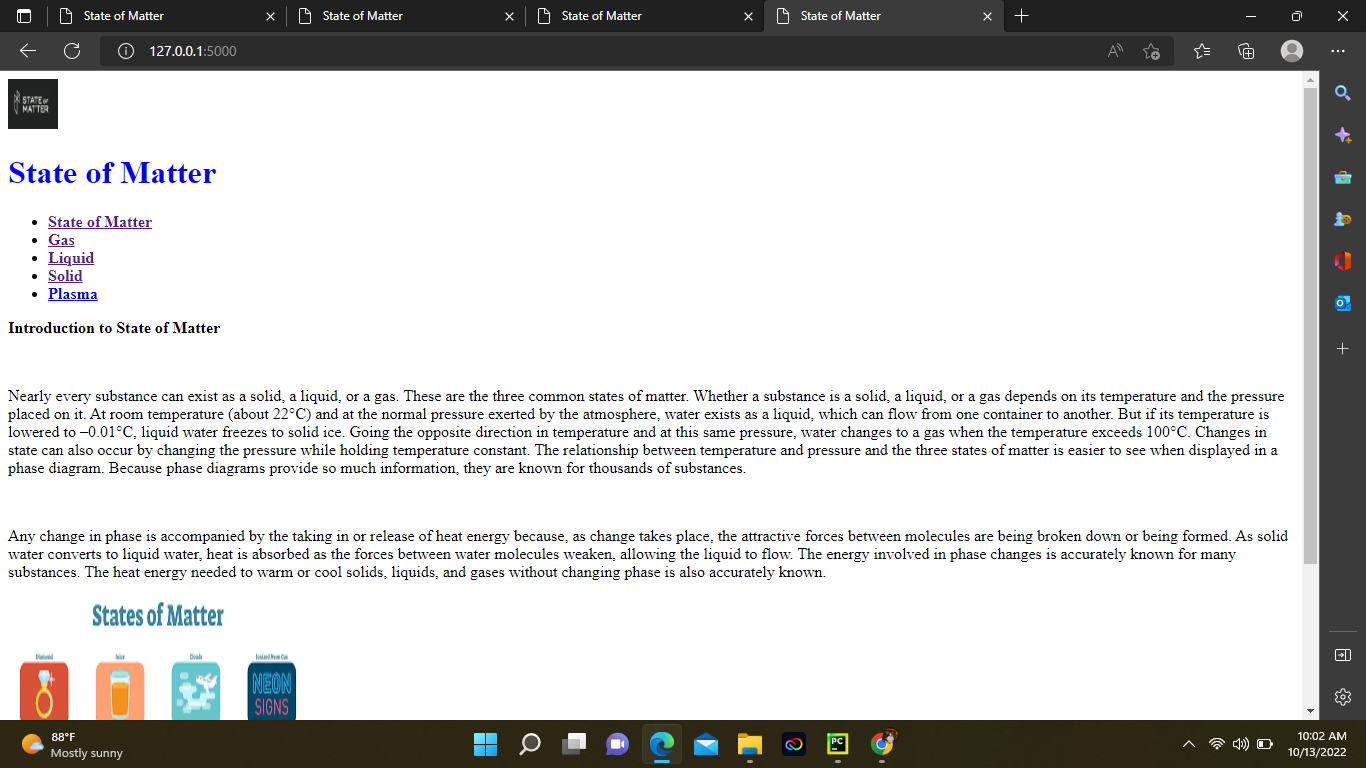 State of Matter
State of Matter
State of Matter
State of Matter
127.0.0.1:5000
STATE OF
MATTER
State of Matter
State of Matter
Gas
Liquid
Solid
Plasma
Introduction to State of Matter
Nearly every substance can exist as a solid, a liquid, or a gas. These are the three common states of matter. Whether a substance is a solid, a liquid, or a gas depends on its temperature and the pressure
placed on it. At room temperature (about 22°C) and at the normal pressure exerted by the atmosphere, water exists as a liquid, which can flow from one container to another. But if its temperature is
lowered to –0.01°C, liquid water freezes to solid ice. Going the opposite direction in temperature and at this same pressure, water changes to a gas when the temperature exceeds 100°C. Changes in
state can also occur by changing the pressure while holding temperature constant. The relationship between temperature and pressure and the three states of matter is easier to see when displayed in a
phase diagram. Because phase diagrams provide so much information, they are known for thousands of substances.
Any change in phase is accompanied by the taking in or release of heat energy because, as change takes place, the attractive forces between molecules are being broken down or being formed. As solid
water converts to liquid water, heat is absorbed as the forces between water molecules weaken, allowing the liquid to flow. The energy involved in phase changes is accurately known for many
substances. The heat energy needed to warm or cool solids, liquids, and gases without changing phase is also accurately known.
States of Matter
Diamond Juice Clouds Ionized Neon Gas
NEON
SIGNS
88°F
Mostly sunny
PC
10:02 AM
10/13/2022